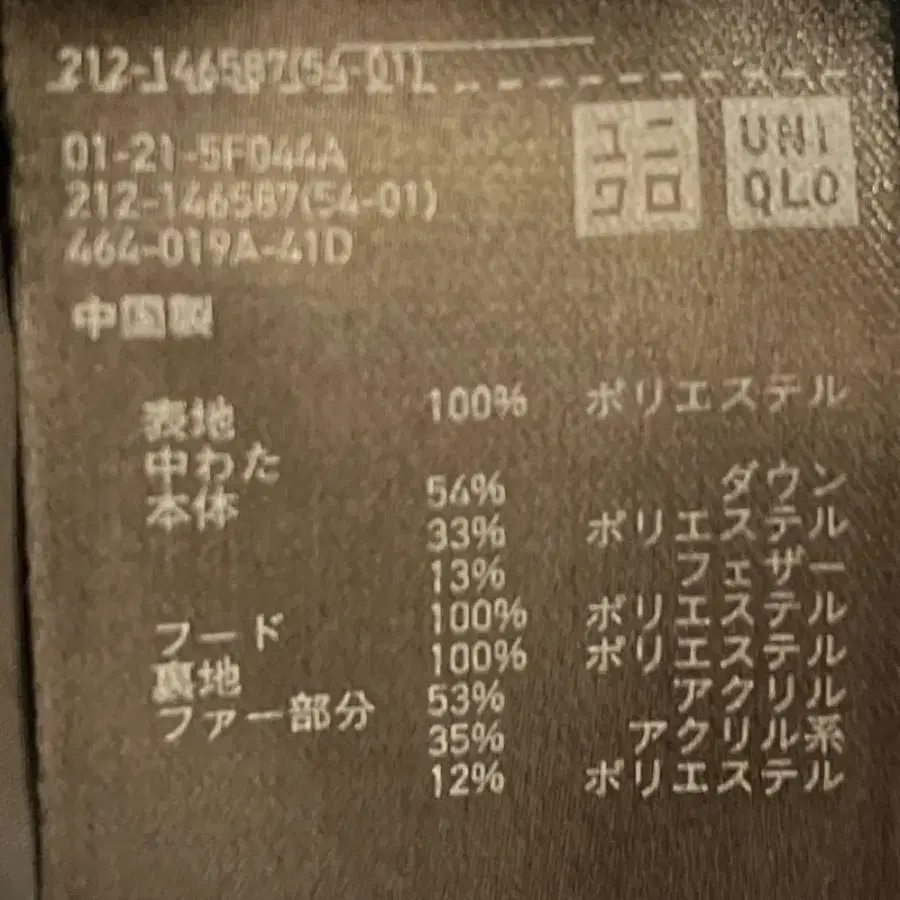 212-146587(54-01)
ユニ
クロ
UNI
QLO
01-21-5F044A
212-146587(54-01)
464-019A-41D
中国製
表地 100% ポリエステル
中わた
本体 54% ダウン
33% ポリエステル
13% フェザー
フード 100% ポリエステル
裏地 100% ポリエステル
ファー部分 53% アクリル
35% アクリル系
12% ポリエステル